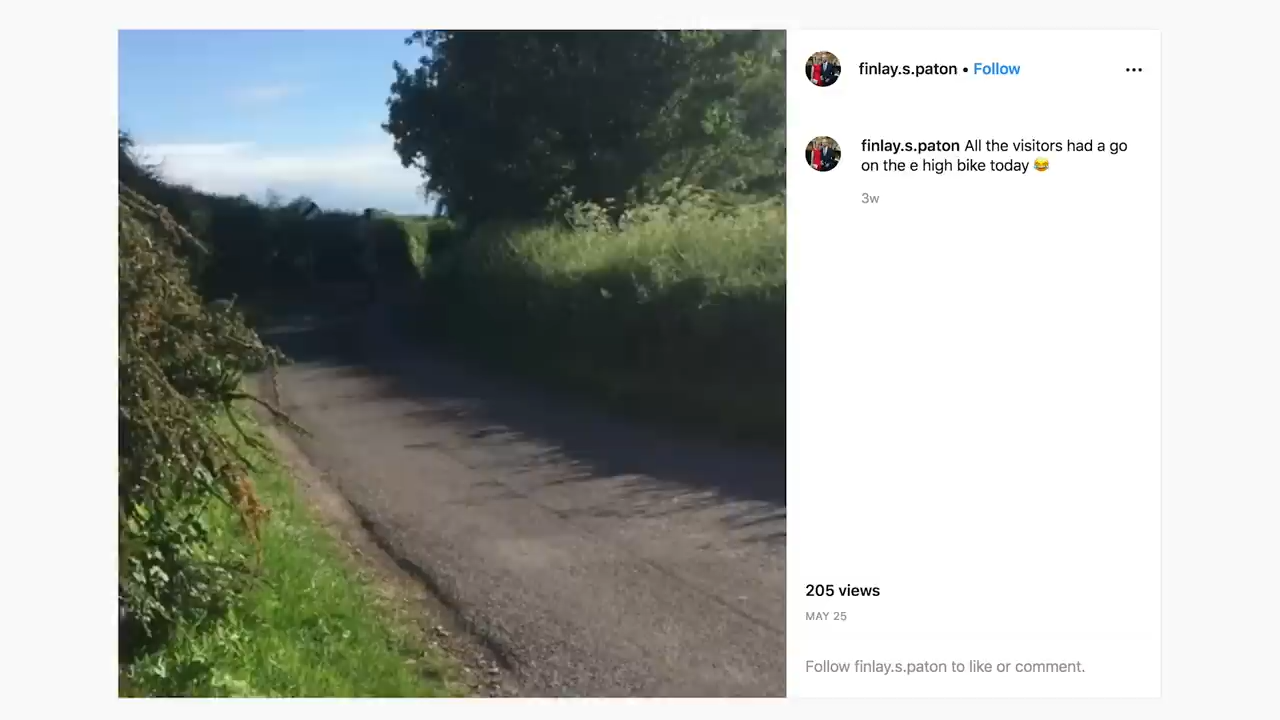 finlay.s.paton • Follow
finlay.s.paton All the visitors had a go
on the e high bike today 😂
3w
205 views
MAY 25
Follow finlay.s.paton to like or comment.